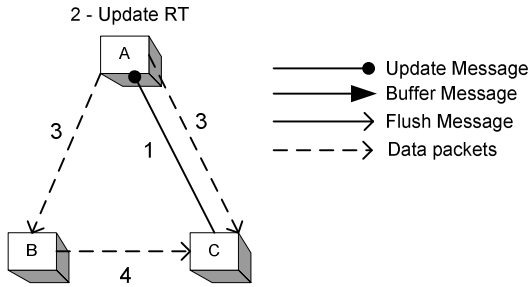 2 - Update RT
A
Update Message
Buffer Message
3
3
Flush Message
1
Data packets
B
C
4